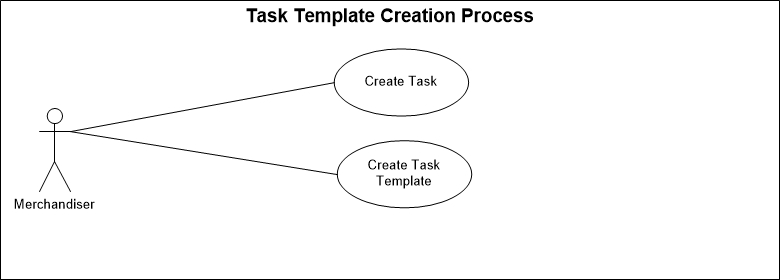 Task Template Creation Process
Create Task
Create Task
Template
Merchandiser